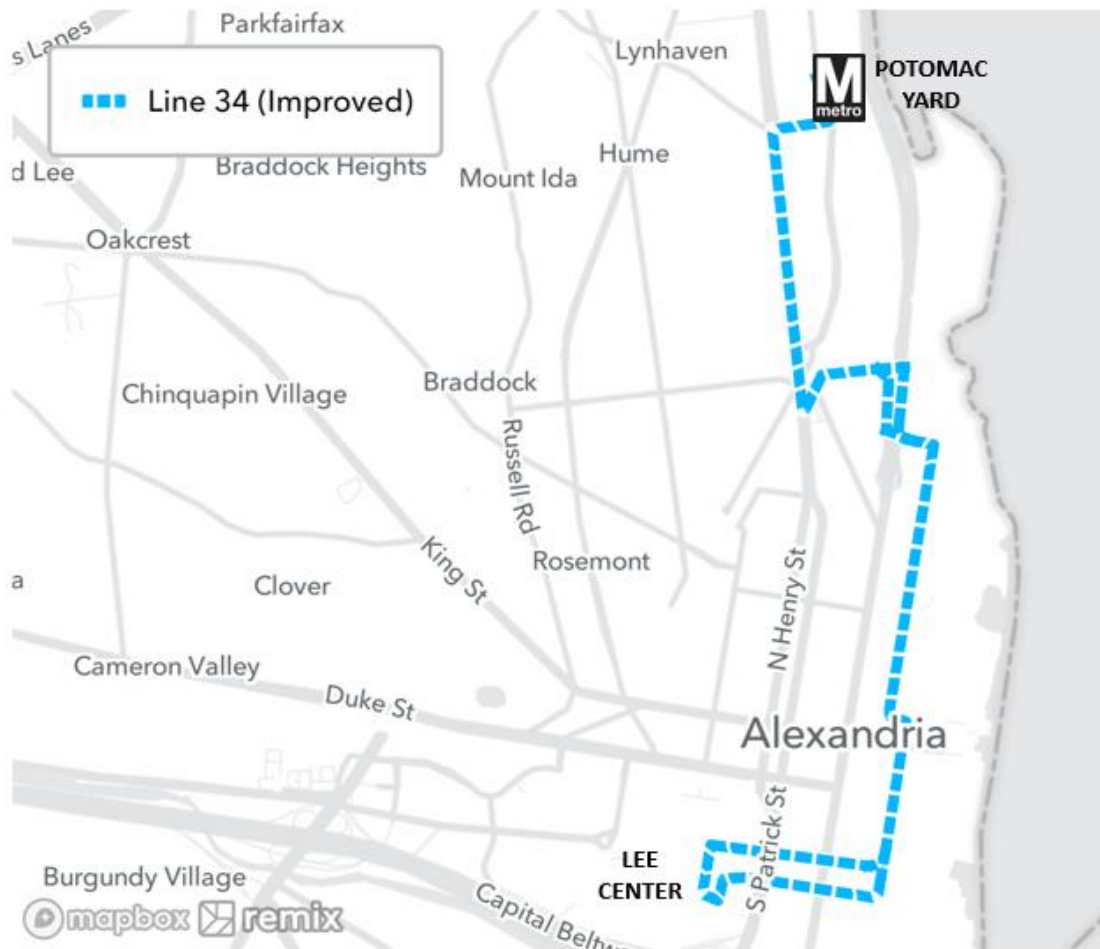 Parkfairfax
s Lanes
Lynhaven
M
metro
POTOMAC
YARD
Line 34 (Improved)
Hume
d Lee
Braddock Heights
Mount Ida
Oakcrest
Braddock
Chinquapin Village
Russell Rd
King St
Rosemont
N Henry St
a
Clover
Cameron Valley
Duke St
Alexandria
S Patrick St
LEE
CENTER
Burgundy Village
Capital Beltw
mapbox remix